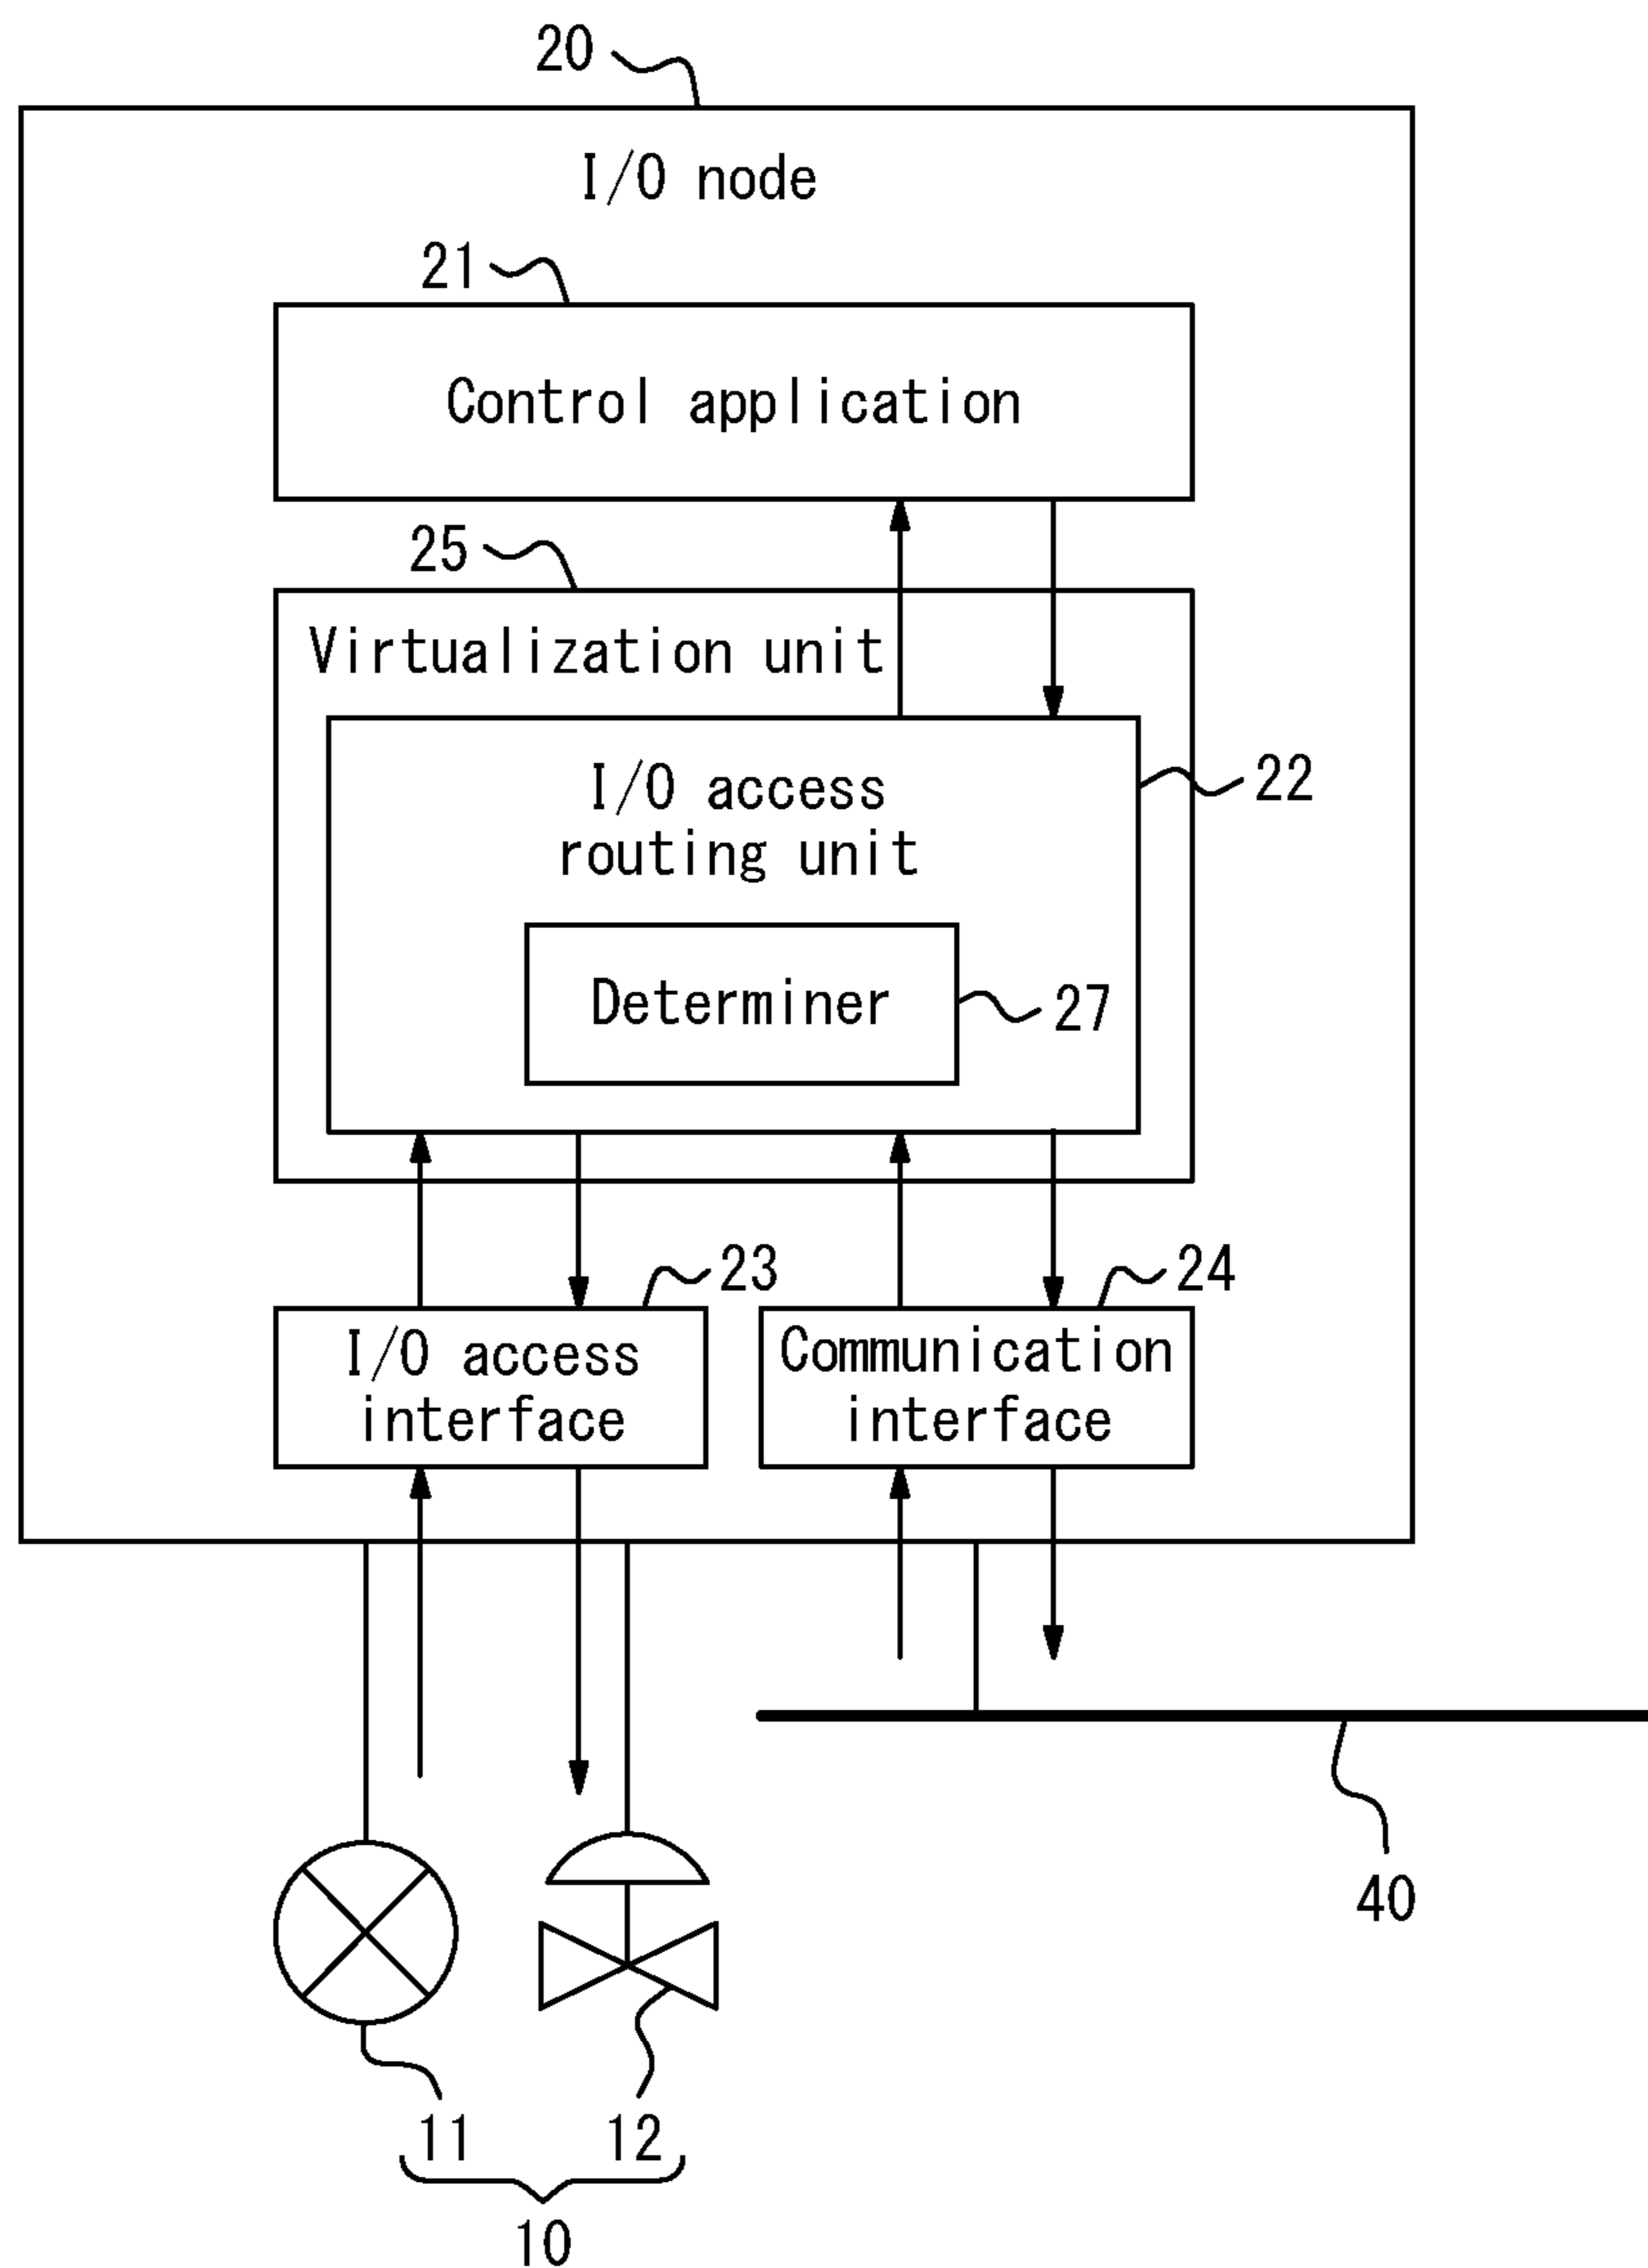 20
I/O node
21
Control application
25
Virtualization unit
I/O access
routing unit
22
Determiner
27
23
24
I/O access
interface
Communication
interface
40
11
12
10